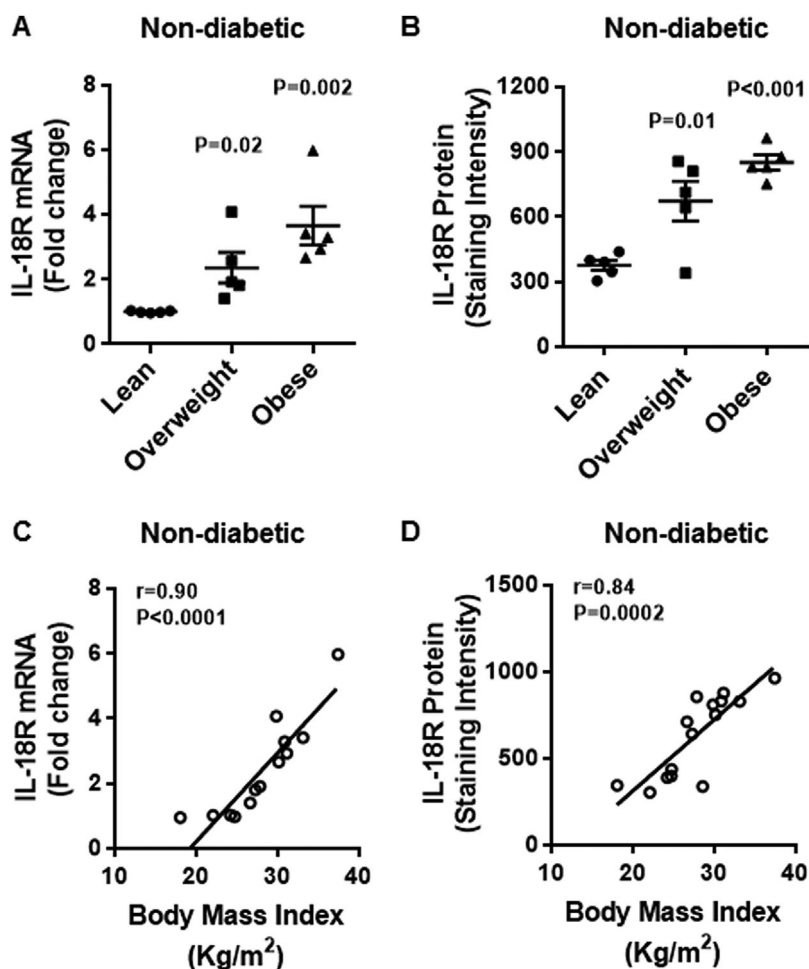 A
Non-diabetic
IL-18R mRNA
(Fold change)
8
6
4
2
0
P=0.02
P=0.002
Lean
Overweight
Obese
B
Non-diabetic
IL-18R Protein
(Staining Intensity)
1200
900
600
300
0
P=0.01
P<0.001
Lean
Overweight
Obese
C
Non-diabetic
r=0.90
P<0.0001
IL-18R mRNA
(Fold change)
8
6
4
2
0
10
20
30
40
Body Mass Index
(Kg/m²)
D
Non-diabetic
r=0.84
P=0.0002
IL-18R Protein
(Staining Intensity)
1500
1000
500
0
10
20
30
40
Body Mass Index
(Kg/m²)